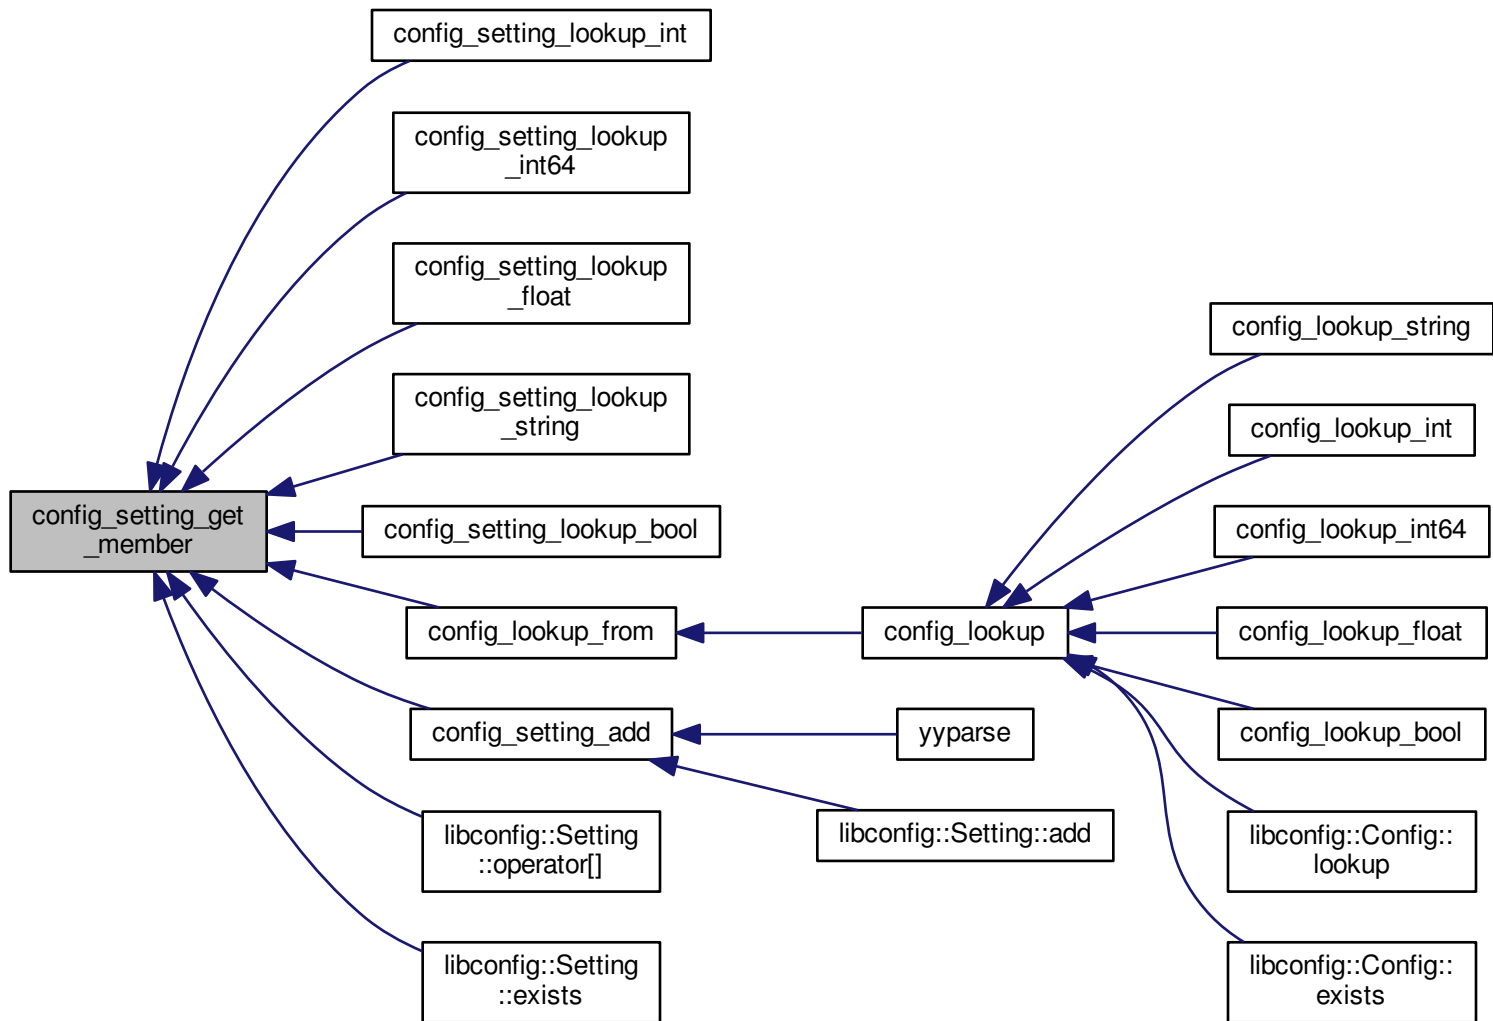 config_setting_lookup_int
config_setting_lookup
_int64
config_setting_lookup
_float
config_setting_lookup
_string
config_setting_get
_member
config_setting_lookup_bool
config_lookup_from
config_setting_add
libconfig::Setting
::operator[]
libconfig::Setting
::exists
config_lookup
yyparse
libconfig::Setting::add
config_lookup_string
config_lookup_int
config_lookup_int64
config_lookup_float
config_lookup_bool
libconfig::Config::
lookup
libconfig::Config::
exists